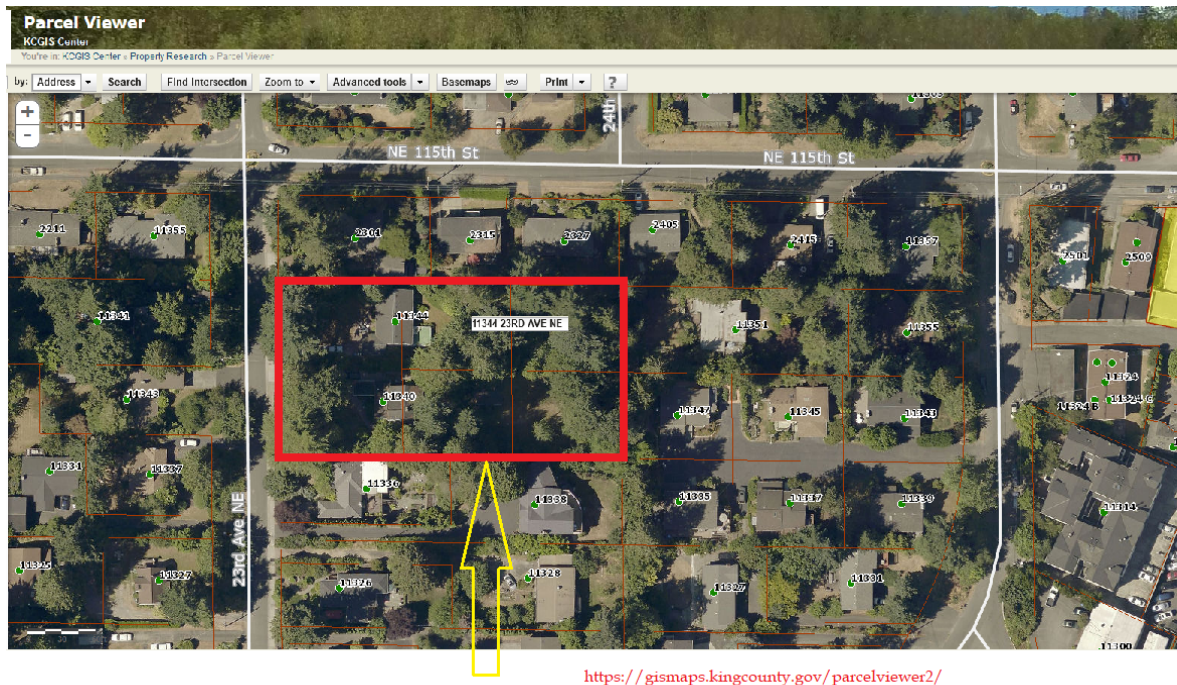 Parcel Viewer
KCGIS Center
You're in: KCGIS Center » Property Research » Parcel Viewer
by: Address Search Find Intersection Zoom to Advanced tools Basemaps Print ?
+
-
24th
NE 115th St NE 115th St
2211 11355 2301 2315 2327 2405 2415 11357 2501 2509
11341 11344 11344 23RD AVE NE 11351 11355
11343 11340 11347 11345 11343 11324
11324 B 11324 C
11331 11337 11336 11338 11335 11337 11339 11314
23rd Ave NE
11325 11327 11326 11328 11327 11331
11300
https://gismaps.kingcounty.gov/parcelviewer2/